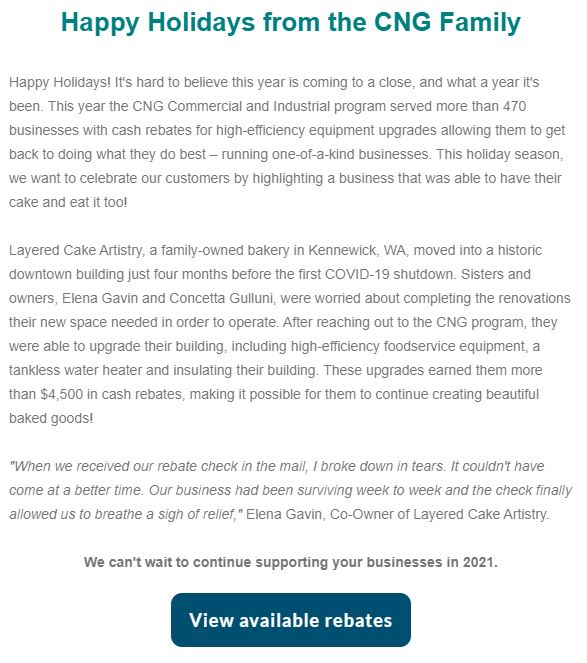 Happy Holidays from the CNG Family
Happy Holidays! It's hard to believe this year is coming to a close, and what a year it's
been. This year the CNG Commercial and Industrial program served more than 470
businesses with cash rebates for high-efficiency equipment upgrades allowing them to get
back to doing what they do best – running one-of-a-kind businesses. This holiday season,
we want to celebrate our customers by highlighting a business that was able to have their
cake and eat it too!
Layered Cake Artistry, a family-owned bakery in Kennewick, WA, moved into a historic
downtown building just four months before the first COVID-19 shutdown. Sisters and
owners, Elena Gavin and Concetta Gulluni, were worried about completing the renovations
their new space needed in order to operate. After reaching out to the CNG program, they
were able to upgrade their building, including high-efficiency foodservice equipment, a
tankless water heater and insulating their building. These upgrades earned them more
than $4,500 in cash rebates, making it possible for them to continue creating beautiful
baked goods!
"When we received our rebate check in the mail, I broke down in tears. It couldn't have
come at a better time. Our business had been surviving week to week and the check finally
allowed us to breathe a sigh of relief," Elena Gavin, Co-Owner of Layered Cake Artistry.
We can't wait to continue supporting your businesses in 2021.
View available rebates